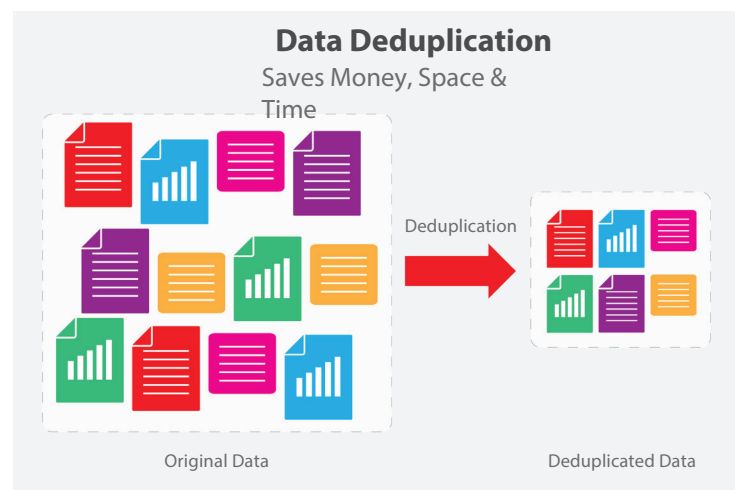 Data Deduplication
Saves Money, Space &
Time
Deduplication
Original Data
Deduplicated Data